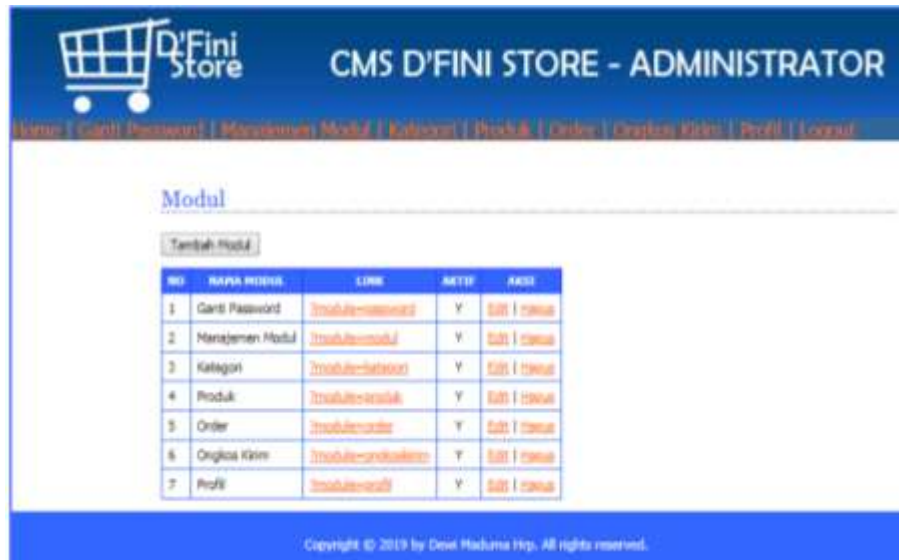 D'Fini
Store
CMS D'FINI STORE - ADMINISTRATOR
Home | Ganti Password | Manajemen Modul | Kategori | Produk | Order | Ongkos Kirim | Profil | Logout
Modul
Tambah Modul
NO NAMA MODUL LINK AKTIF AKSI
1 Ganti Password ?module=password Y Edit | Hapus
2 Manajemen Modul ?module=modul Y Edit | Hapus
3 Kategori ?module=kategori Y Edit | Hapus
4 Produk ?module=produk Y Edit | Hapus
5 Order ?module=order Y Edit | Hapus
6 Ongkos Kirim ?module=ongkoskirim Y Edit | Hapus
7 Profil ?module=profil Y Edit | Hapus
Copyright © 2019 by Dewi Maduma Hrp. All rights reserved.